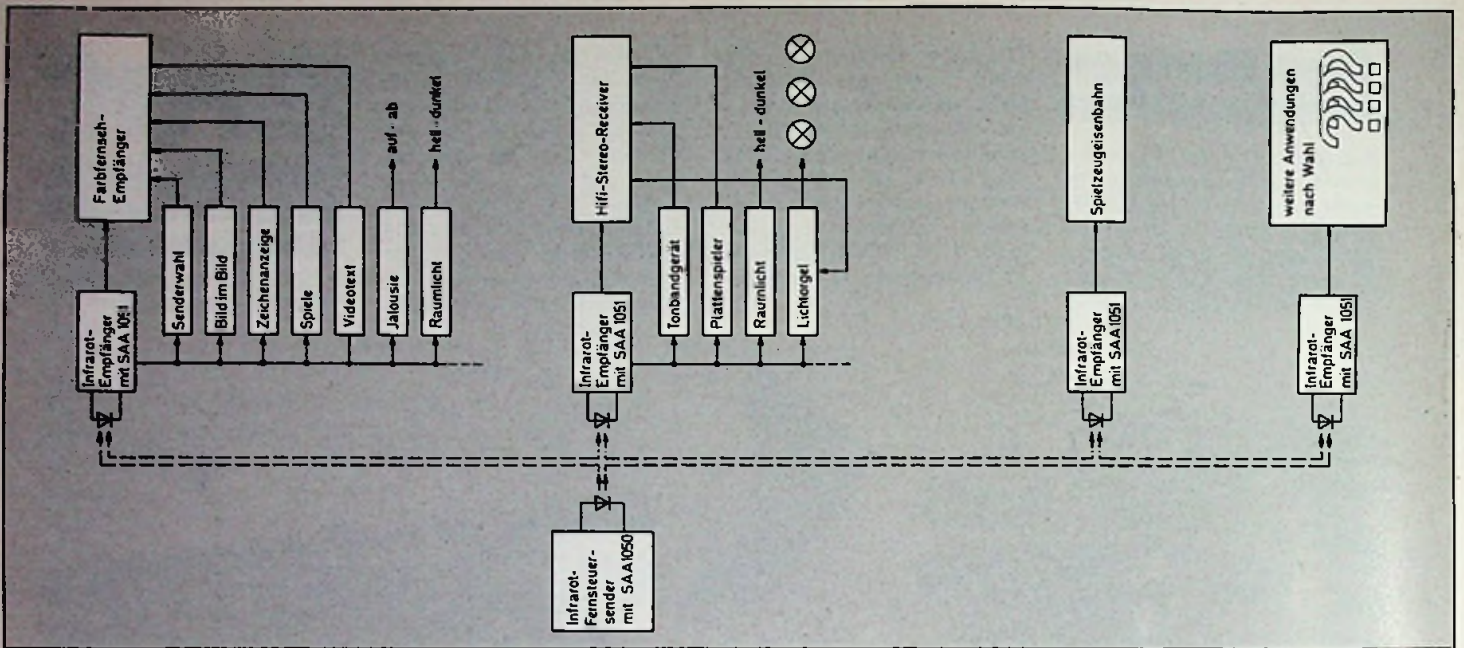 Infrarot-
Fernsteuer-
sender
mit SAA1050
Infrarot-
Empfänger
mit SAA 1051
Farbfernseh-
Empfänger
Senderwahl
Bild im Bild
Zeichenanzeige
Spiele
Videotext
Jalousie
auf - ab
Raumlicht
hell - dunkel
Infrarot-
Empfänger
mit SAA 1051
Hifi-Stereo-Receiver
Tonbandgerät
Plattenspieler
Raumlicht
hell - dunkel
Lichtorgel
Infrarot-
Empfänger
mit SAA1051
Spielzeugeisenbahn
Infrarot-
Empfänger
mit SAA 1051
weitere Anwendungen
nach Wahl